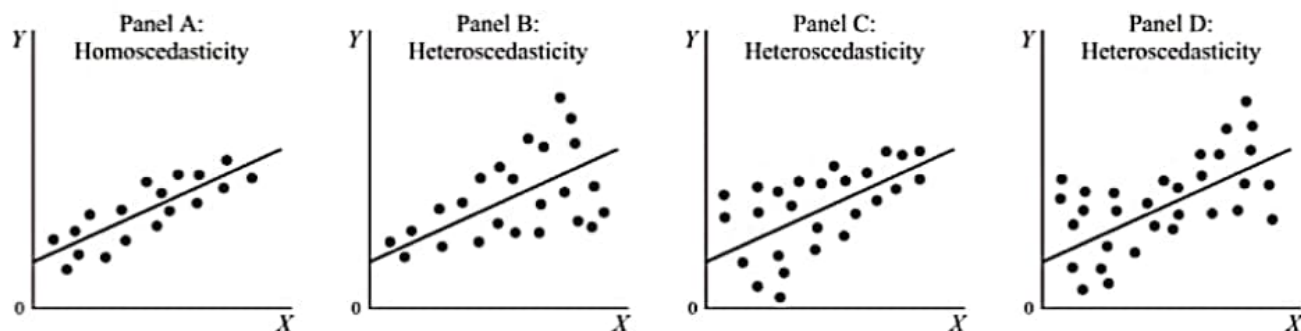 Panel A:
Homoscedasticity
Y
0
X
Panel B:
Heteroscedasticity
Y
0
X
Panel C:
Heteroscedasticity
Y
0
X
Panel D:
Heteroscedasticity
Y
0
X